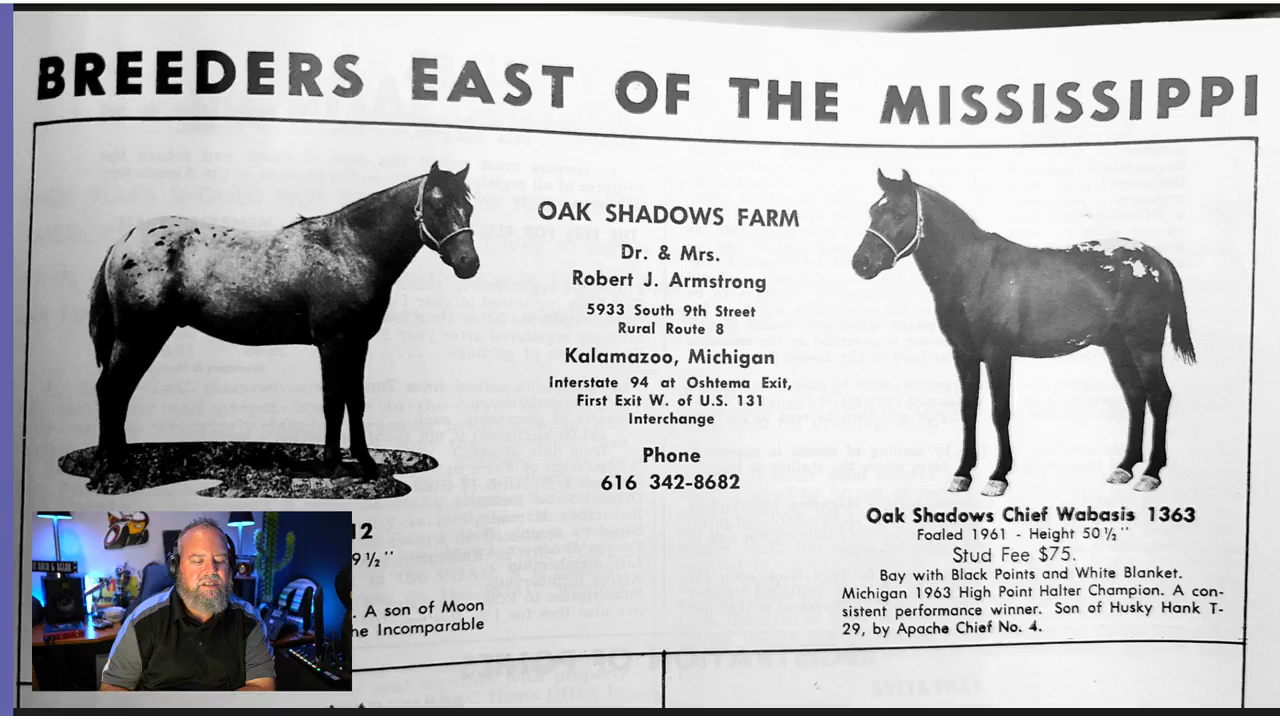 BREEDERS EAST OF THE MISSISSIPPI
OAK SHADOWS FARM
Dr. & Mrs.
Robert J. Armstrong
5933 South 9th Street
Rural Route 8
Kalamazoo, Michigan
Interstate 94 at Oshtema Exit,
First Exit W. of U.S. 131
Interchange
Phone
616 342-8682
12
9½''
. A son of Moon
he Incomparable
Oak Shadows Chief Wabasis 1363
Foaled 1961 - Height 50½''
Stud Fee $75.
Bay with Black Points and White Blanket.
Michigan 1963 High Point Halter Champion. A con-
sistent performance winner. Son of Husky Hank T-
29, by Apache Chief No. 4.